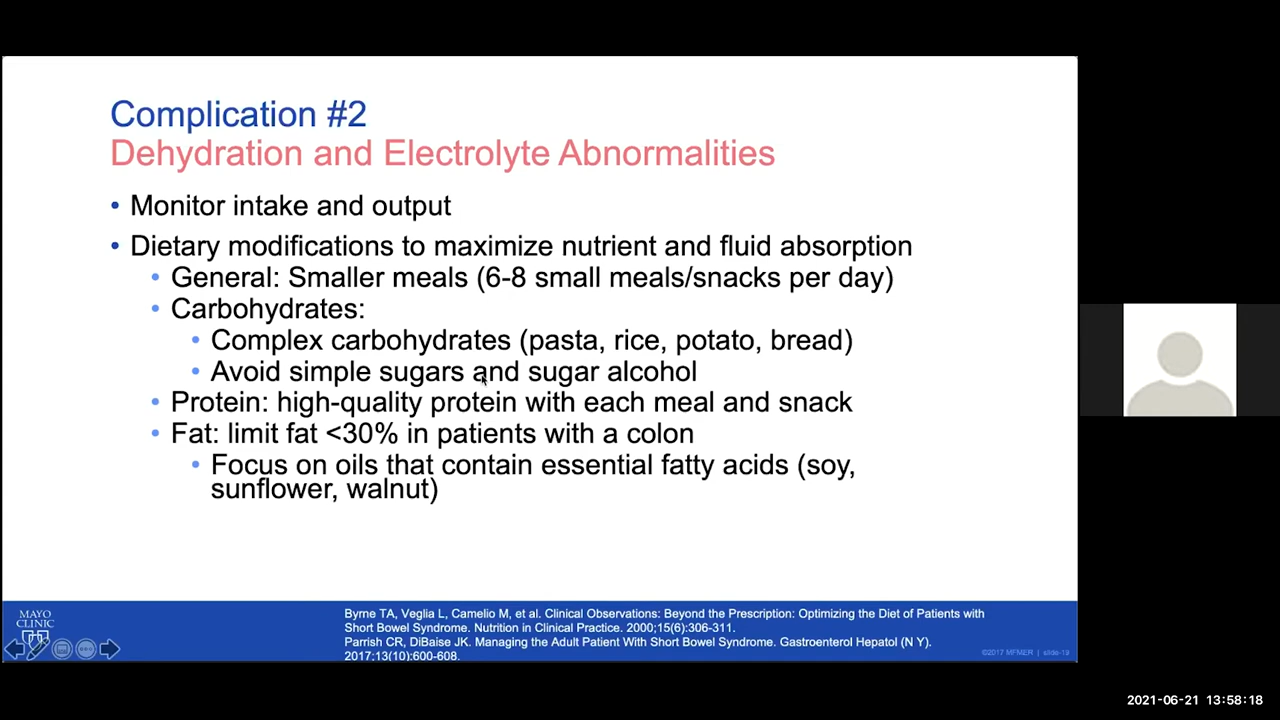 Complication #2
Dehydration and Electrolyte Abnormalities
• Monitor intake and output
• Dietary modifications to maximize nutrient and fluid absorption
• General: Smaller meals (6-8 small meals/snacks per day)
• Carbohydrates:
• Complex carbohydrates (pasta, rice, potato, bread)
• Avoid simple sugars and sugar alcohol
• Protein: high-quality protein with each meal and snack
• Fat: limit fat <30% in patients with a colon
• Focus on oils that contain essential fatty acids (soy,
sunflower, walnut)
MAYO
CLINIC
Byrne TA, Veglia L, Camelio M, et al. Clinical Observations: Beyond the Prescription: Optimizing the Diet of Patients with
Short Bowel Syndrome. Nutrition in Clinical Practice. 2000;15(6):306-311.
Parrish CR, DiBaise JK. Managing the Adult Patient With Short Bowel Syndrome. Gastroenterol Hepatol (N Y).
2017;13(10):600-608.
©2017 MFMER | slide-19
2021-06-21 13:58:18